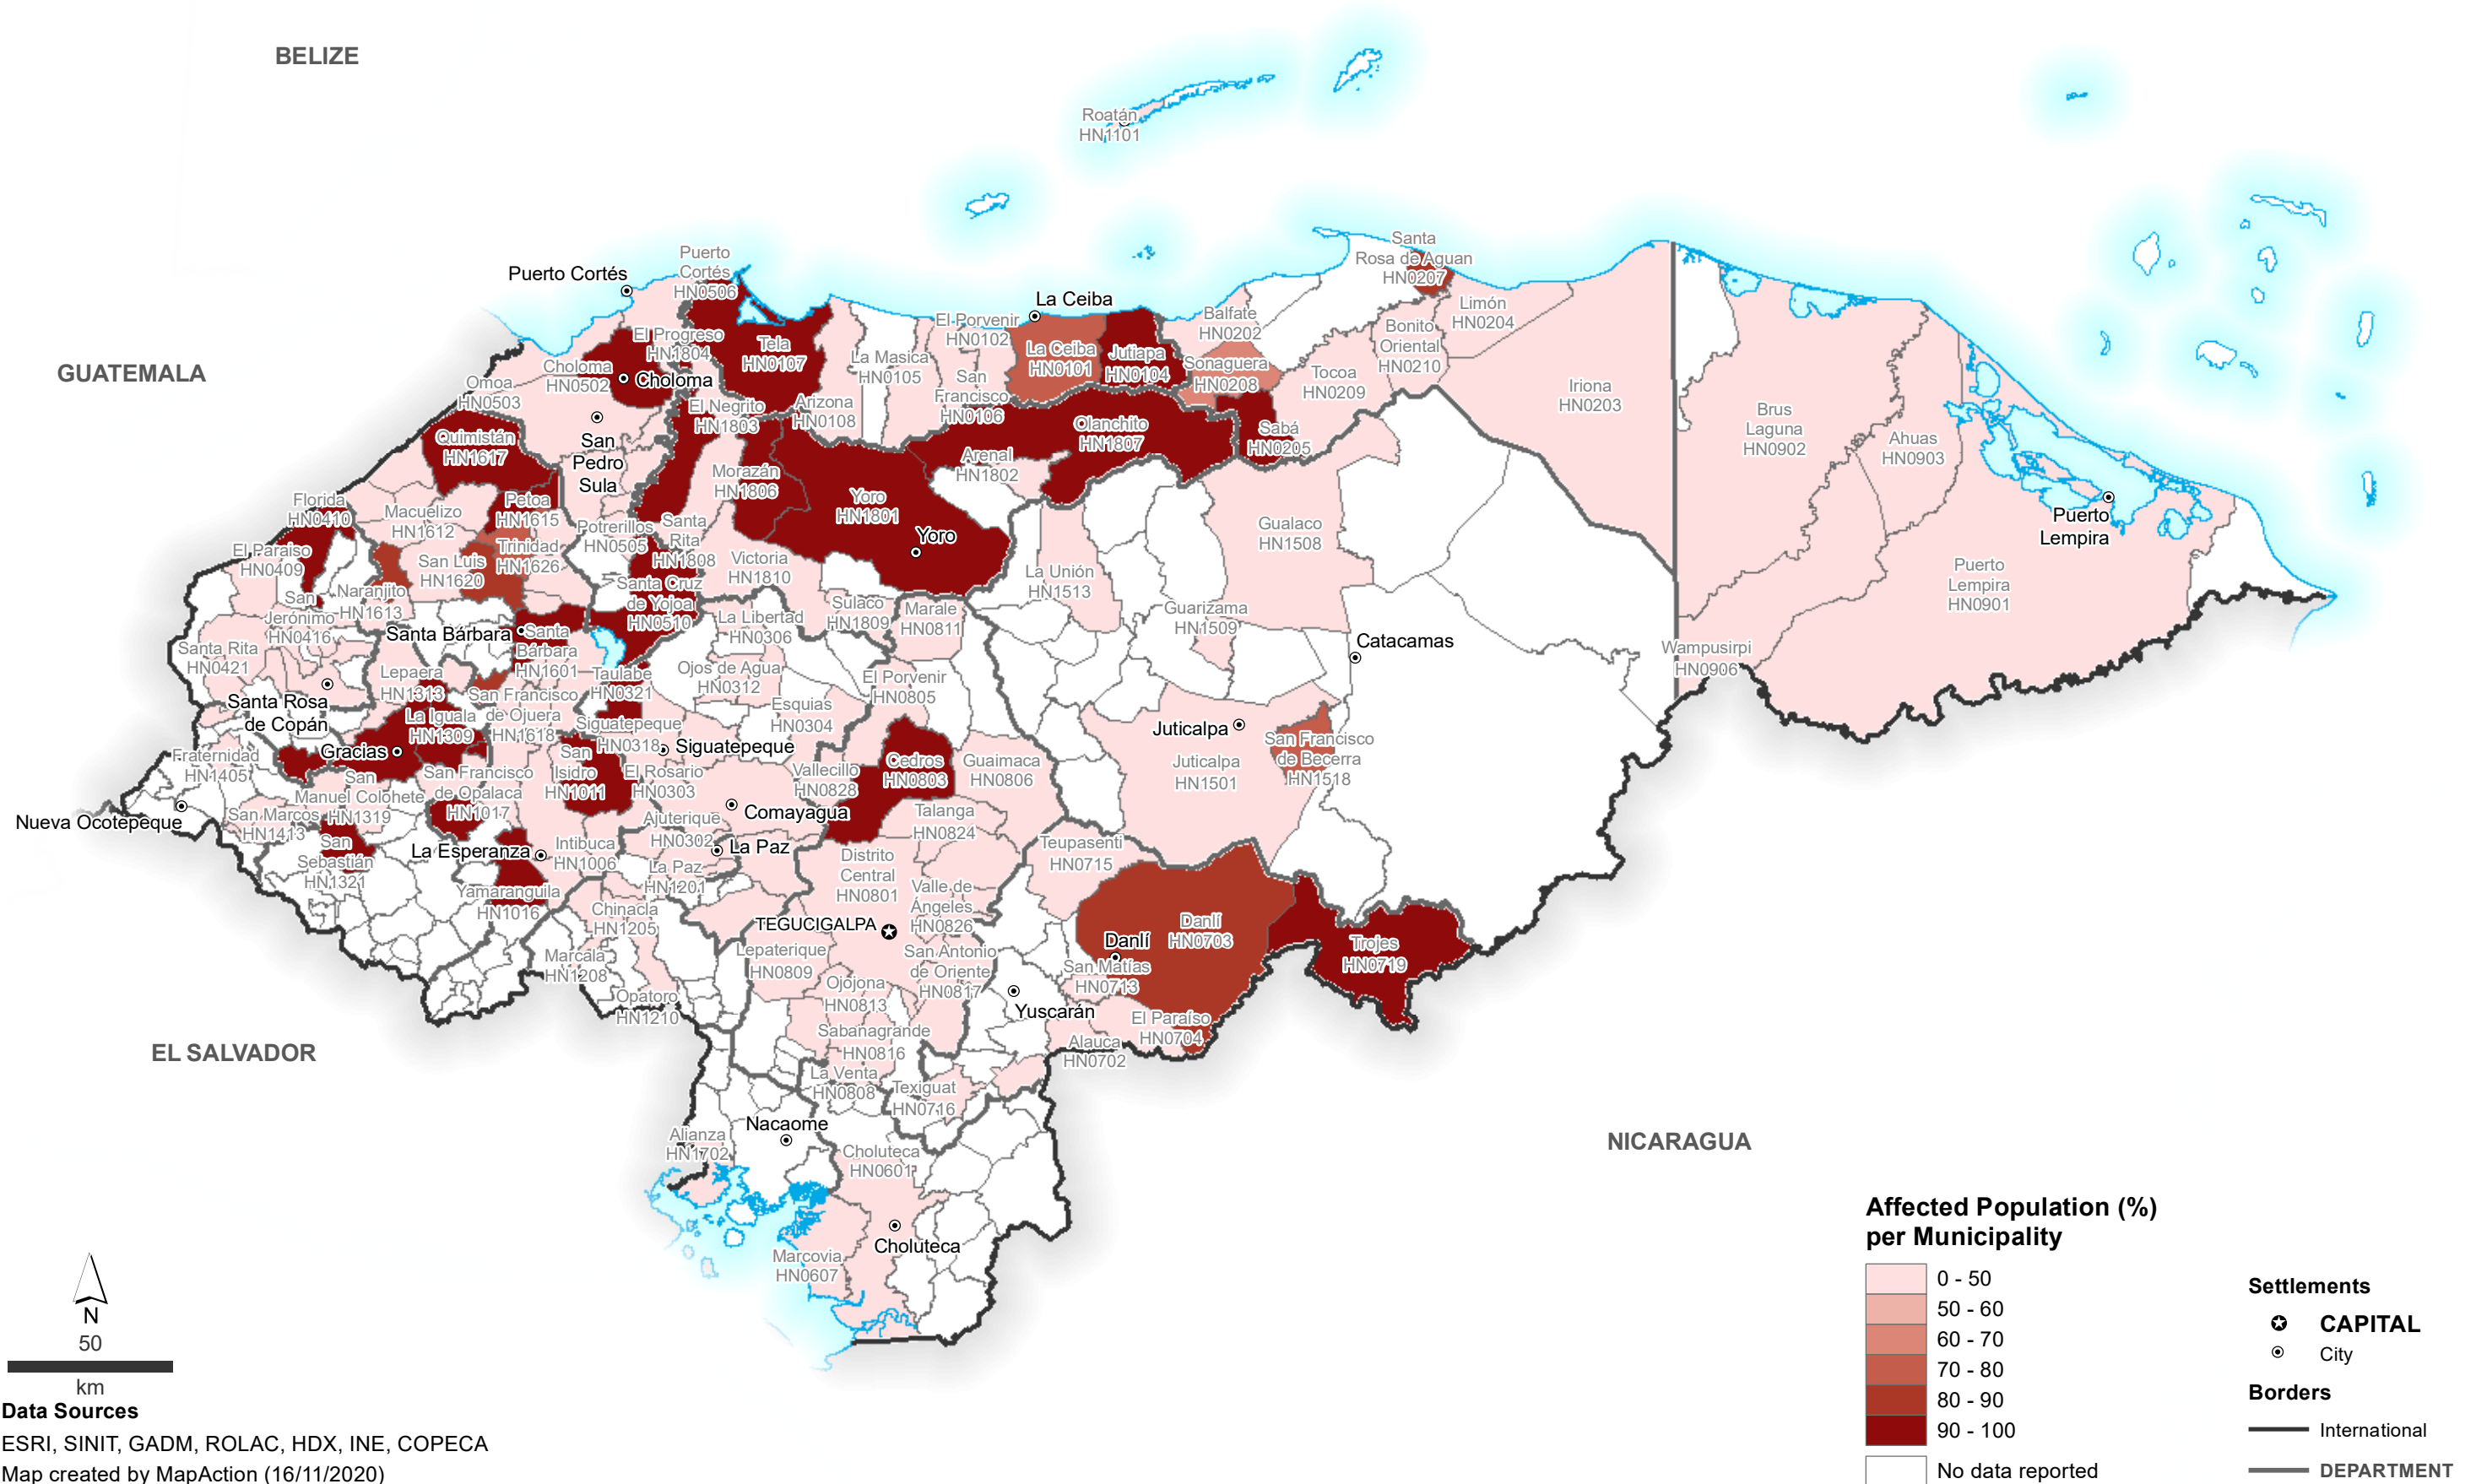 BELIZE
Roatán
HN1101
Puerto
Cortés
HN0506
Puerto Cortés
Santa
Rosa de Aguan
HN0207
La Ceiba
Limón
HN0204
Balfate
HN0202
El Porvenir
HN0102
Bonito
Oriental
HN0210
GUATEMALA
El Progreso
HN1804
Tela
HN0107
La Masica
HN0105
La Ceiba
HN0101
Jutiapa
HN0104
Sonaguera
HN0208
Tocoa
HN0209
Iriona
HN0203
Choloma
HN0502
Choloma
Omoa
HN0503
San
Francisco
HN0106
El Negrito
HN1803
Arizona
HN0108
Olanchito
HN1807
Sabá
HN0205
Brus
Laguna
HN0902
Ahuas
HN0903
Quimistán
HN1617
San
Pedro
Sula
Arenal
HN1802
Morazán
HN1806
Yoro
HN1801
Florida
HN0410
Macuelizo
HN1612
Petoa
HN1615
Potrerillos
HN0505
Santa
Rita
HN1808
Yoro
Gualaco
HN1508
Puerto
Lempira
El Paraiso
HN0409
San Luis
HN1620
Trinidad
HN1626
Victoria
HN1810
La Unión
HN1513
Puerto
Lempira
HN0901
San
Jerónimo
HN0416
Naranjito
HN1613
Santa Cruz
de Yojoa
HN0510
La Libertad
HN0306
Sulaco
HN1809
Marale
HN0811
Guarizama
HN1509
Santa Bárbara
Santa
Bárbara
HN1601
Catacamas
Wampusirpi
HN0906
Santa Rita
HN0421
Lepaera
HN1313
Taulabe
HN0321
Ojos de Agua
HN0312
El Porvenir
HN0805
Santa Rosa
de Copán
San Francisco
de Ojuera
HN1618
La Iguala
HN1309
Esquias
HN0304
Siguatepeque
HN0318
Siguatepeque
Juticalpa
Juticalpa
HN1501
San Francisco
de Becerra
HN1518
Fraternidad
HN1405
Gracias
San
Isidro
HN1011
El Rosario
HN0303
Vallecillo
HN0828
Cedros
HN0803
Guaimaca
HN0806
San
Manuel Colohete
HN1319
San Francisco
de Opalaca
HN1017
Comayagua
Talanga
HN0824
Nueva Ocotepeque
San Marcos
HN1413
Ajuterique
HN0302
La Paz
San
Sebastián
HN1321
La Esperanza
Intibuca
HN1006
La Paz
HN1201
Distrito
Central
HN0801
Teupasenti
HN0715
Yamaranguila
HN1016
Chinacla
HN1205
Valle de
Ángeles
HN0826
TEGUCIGALPA
Danlí
Danlí
HN0703
Trojes
HN0719
Marcala
HN1208
Lepaterique
HN0809
San Antonio
de Oriente
HN0817
San Matías
HN0713
Opatoro
HN1210
Ojojona
HN0813
Yuscarán
El Paraíso
HN0704
EL SALVADOR
Sabanagrande
HN0816
Alauca
HN0702
La Venta
HN0808
Texiguat
HN0716
Nacaome
Alianza
HN1702
Choluteca
HN0601
NICARAGUA
Choluteca
Marcovia
HN0607
Affected Population (%)
per Municipality
0 - 50
50 - 60
60 - 70
70 - 80
80 - 90
90 - 100
No data reported
Settlements
CAPITAL
City
Borders
International
DEPARTMENT
N
50
km
Data Sources
ESRI, SINIT, GADM, ROLAC, HDX, INE, COPECA
Map created by MapAction (16/11/2020)